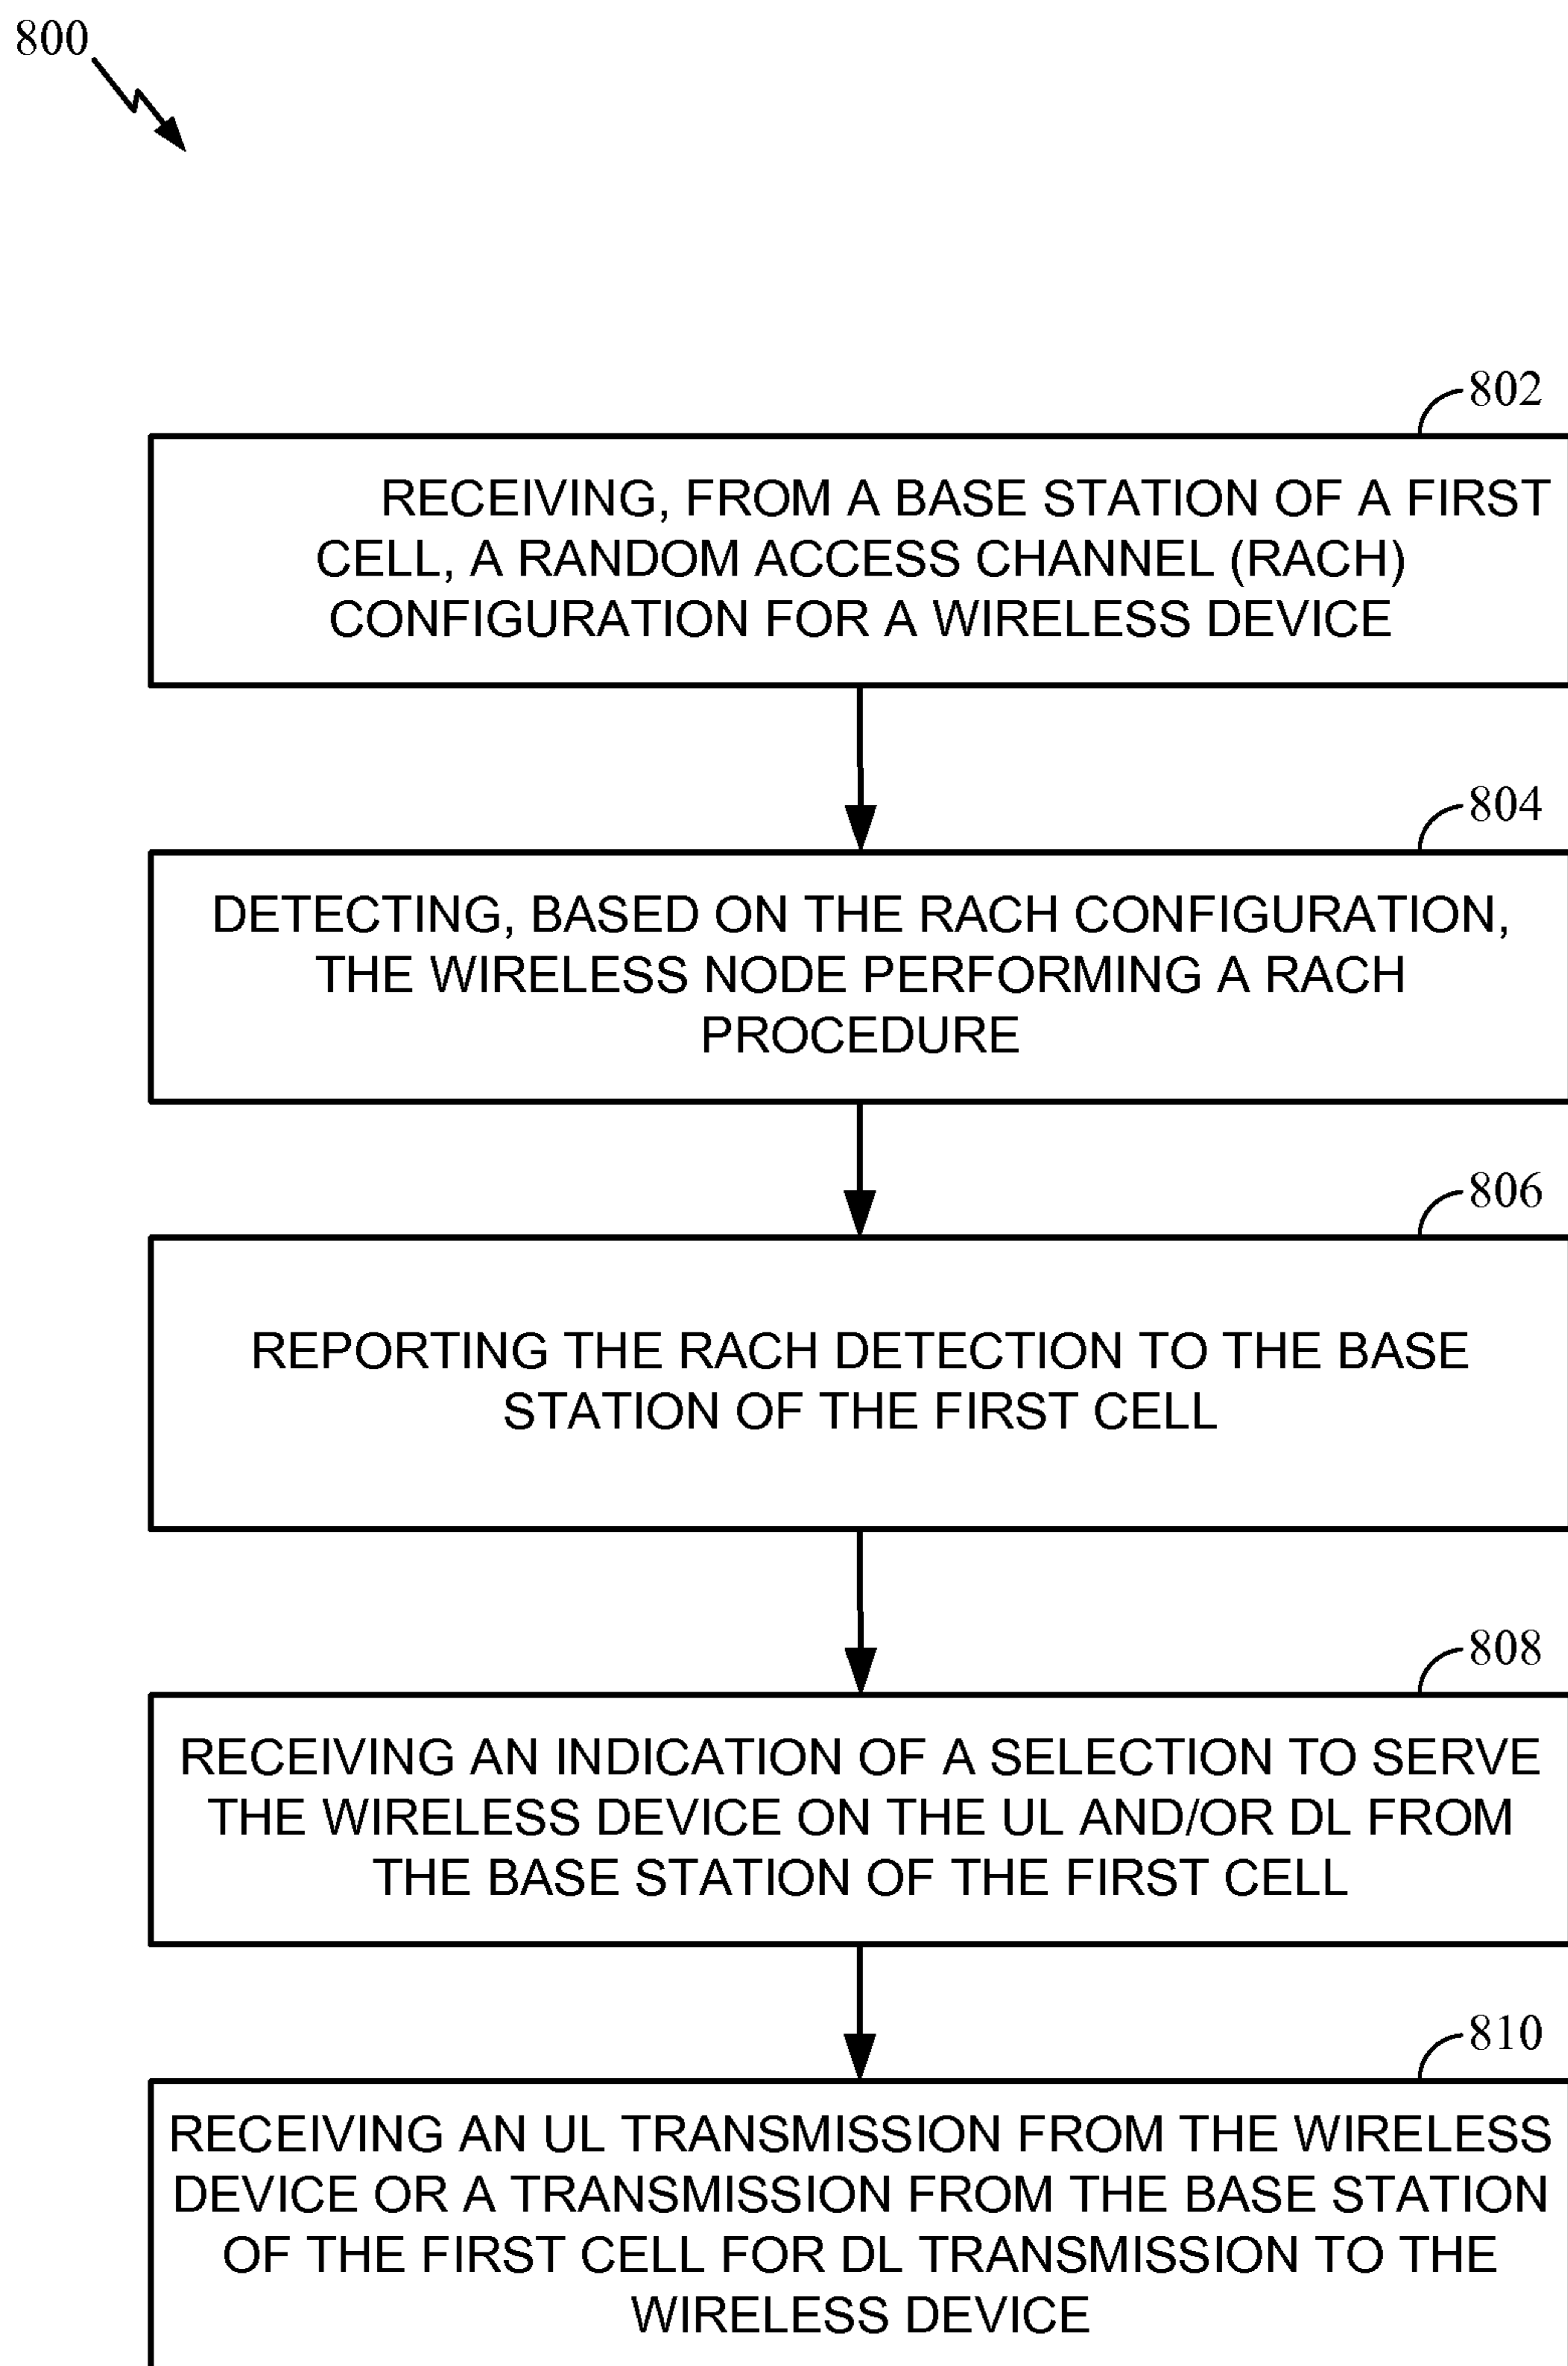 800
802
RECEIVING, FROM A BASE STATION OF A FIRST
CELL, A RANDOM ACCESS CHANNEL (RACH)
CONFIGURATION FOR A WIRELESS DEVICE
804
DETECTING, BASED ON THE RACH CONFIGURATION,
THE WIRELESS NODE PERFORMING A RACH
PROCEDURE
806
REPORTING THE RACH DETECTION TO THE BASE
STATION OF THE FIRST CELL
808
RECEIVING AN INDICATION OF A SELECTION TO SERVE
THE WIRELESS DEVICE ON THE UL AND/OR DL FROM
THE BASE STATION OF THE FIRST CELL
810
RECEIVING AN UL TRANSMISSION FROM THE WIRELESS
DEVICE OR A TRANSMISSION FROM THE BASE STATION
OF THE FIRST CELL FOR DL TRANSMISSION TO THE
WIRELESS DEVICE